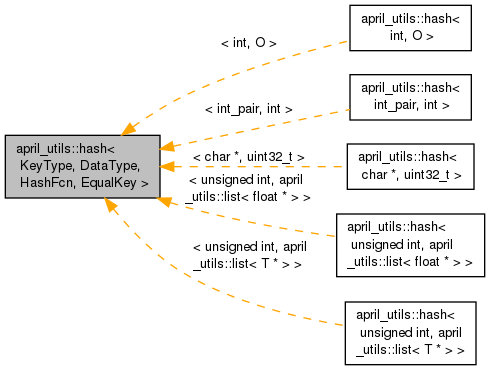 april_utils::hash<
KeyType, DataType,
HashFcn, EqualKey >
< int, O >
april_utils::hash<
int, O >
< int_pair, int >
april_utils::hash<
int_pair, int >
< char *, uint32_t >
april_utils::hash<
char *, uint32_t >
< unsigned int, april
_utils::list< float * > >
april_utils::hash<
unsigned int, april
_utils::list< float * > >
< unsigned int, april
_utils::list< T * > >
april_utils::hash<
unsigned int, april
_utils::list< T * > >